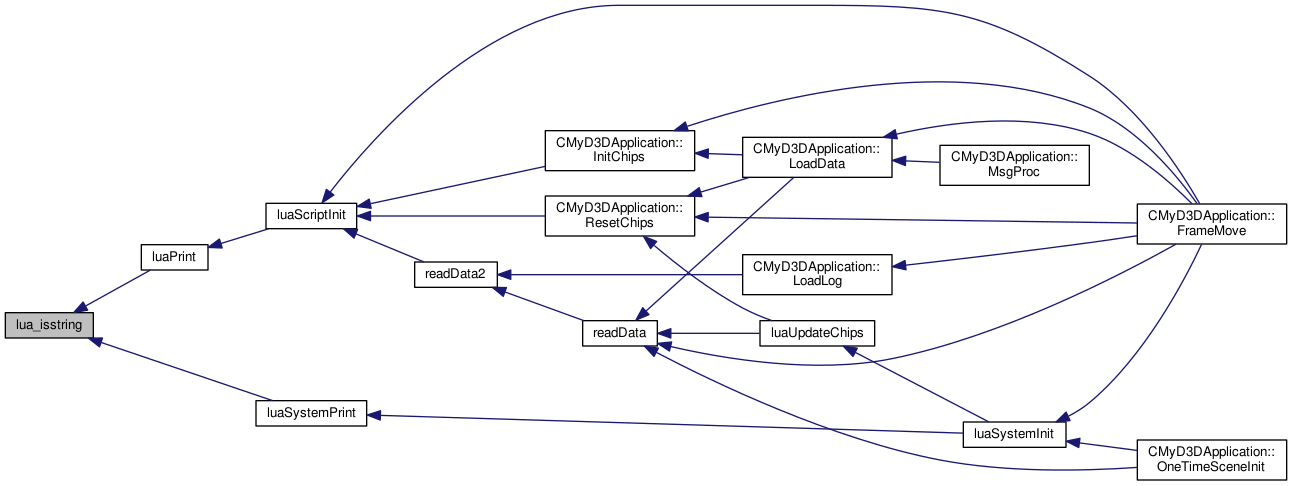 CMyD3DApplication::
InitChips
CMyD3DApplication::
LoadData
CMyD3DApplication::
MsgProc
luaScriptInit
CMyD3DApplication::
ResetChips
CMyD3DApplication::
FrameMove
luaPrint
readData2
CMyD3DApplication::
LoadLog
lua_isstring
readData
luaUpdateChips
luaSystemPrint
luaSystemInit
CMyD3DApplication::
OneTimeSceneInit